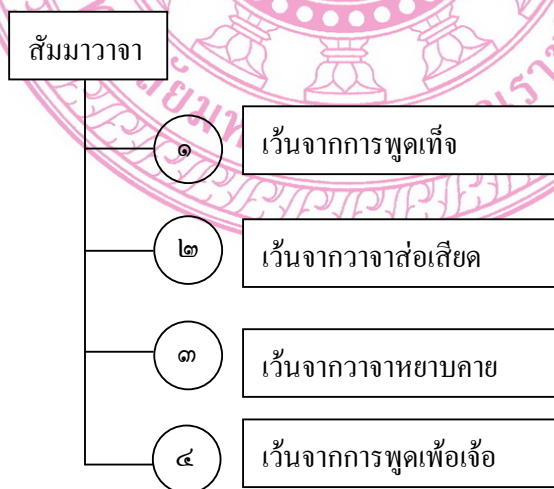 สัมมาวาจา
๑ เว้นจากการพูดเท็จ
๒ เว้นจากวาจาส่อเสียด
๓ เว้นจากวาจาหยาบคาย
๔ เว้นจากการพูดเพ้อเจ้อ